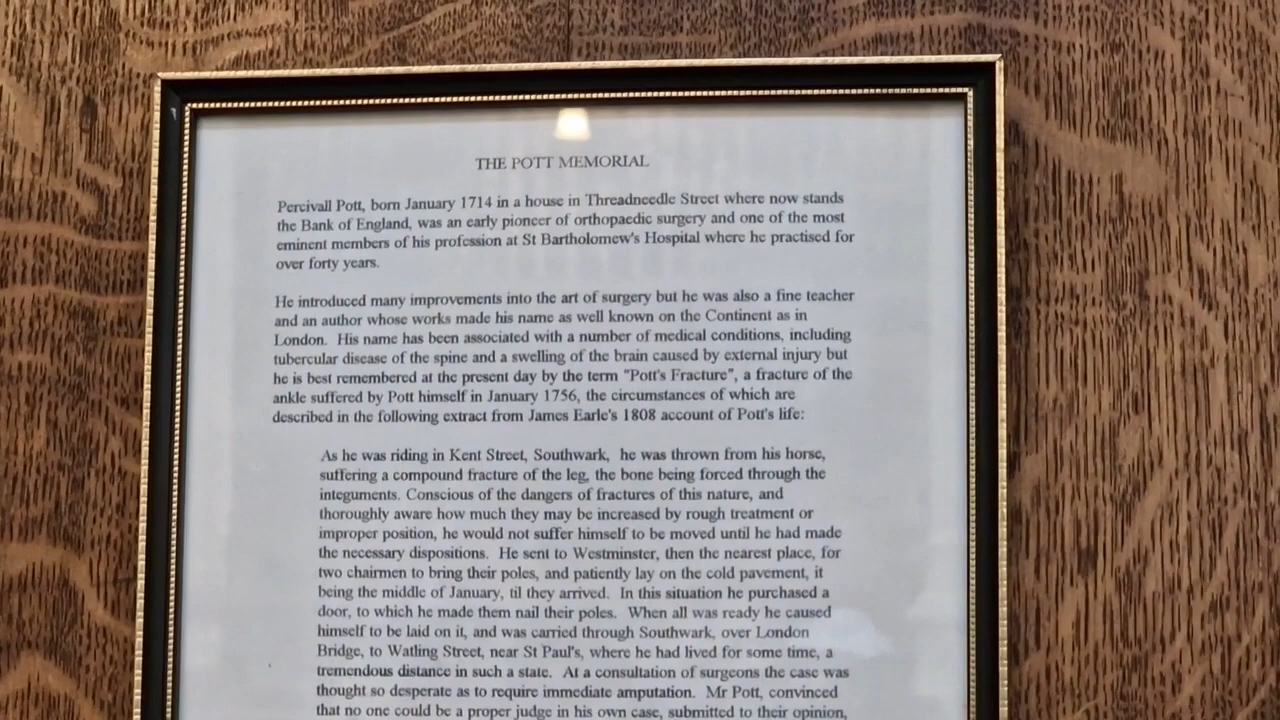 THE POTT MEMORIAL
Percivall Pott, born January 1714 in a house in Threadneedle Street where now stands
the Bank of England, was an early pioneer of orthopaedic surgery and one of the most
eminent members of his profession at St Bartholomew's Hospital where he practised for
over forty years.
He introduced many improvements into the art of surgery but he was also a fine teacher
and an author whose works made his name as well known on the Continent as in
London. His name has been associated with a number of medical conditions, including
tubercular disease of the spine and a swelling of the brain caused by external injury but
he is best remembered at the present day by the term "Pott's Fracture", a fracture of the
ankle suffered by Pott himself in January 1756, the circumstances of which are
described in the following extract from James Earle's 1808 account of Pott's life:
As he was riding in Kent Street, Southwark, he was thrown from his horse,
suffering a compound fracture of the leg, the bone being forced through the
integuments. Conscious of the dangers of fractures of this nature, and
thoroughly aware how much they may be increased by rough treatment or
improper position, he would not suffer himself to be moved until he had made
the necessary dispositions. He sent to Westminster, then the nearest place, for
two chairmen to bring their poles, and patiently lay on the cold pavement, it
being the middle of January, til they arrived. In this situation he purchased a
door, to which he made them nail their poles. When all was ready he caused
himself to be laid on it, and was carried through Southwark, over London
Bridge, to Watling Street, near St Paul's, where he had lived for some time, a
tremendous distance in such a state. At a consultation of surgeons the case was
thought so desperate as to require immediate amputation. Mr Pott, convinced
that no one could be a proper judge in his own case, submitted to their opinion,